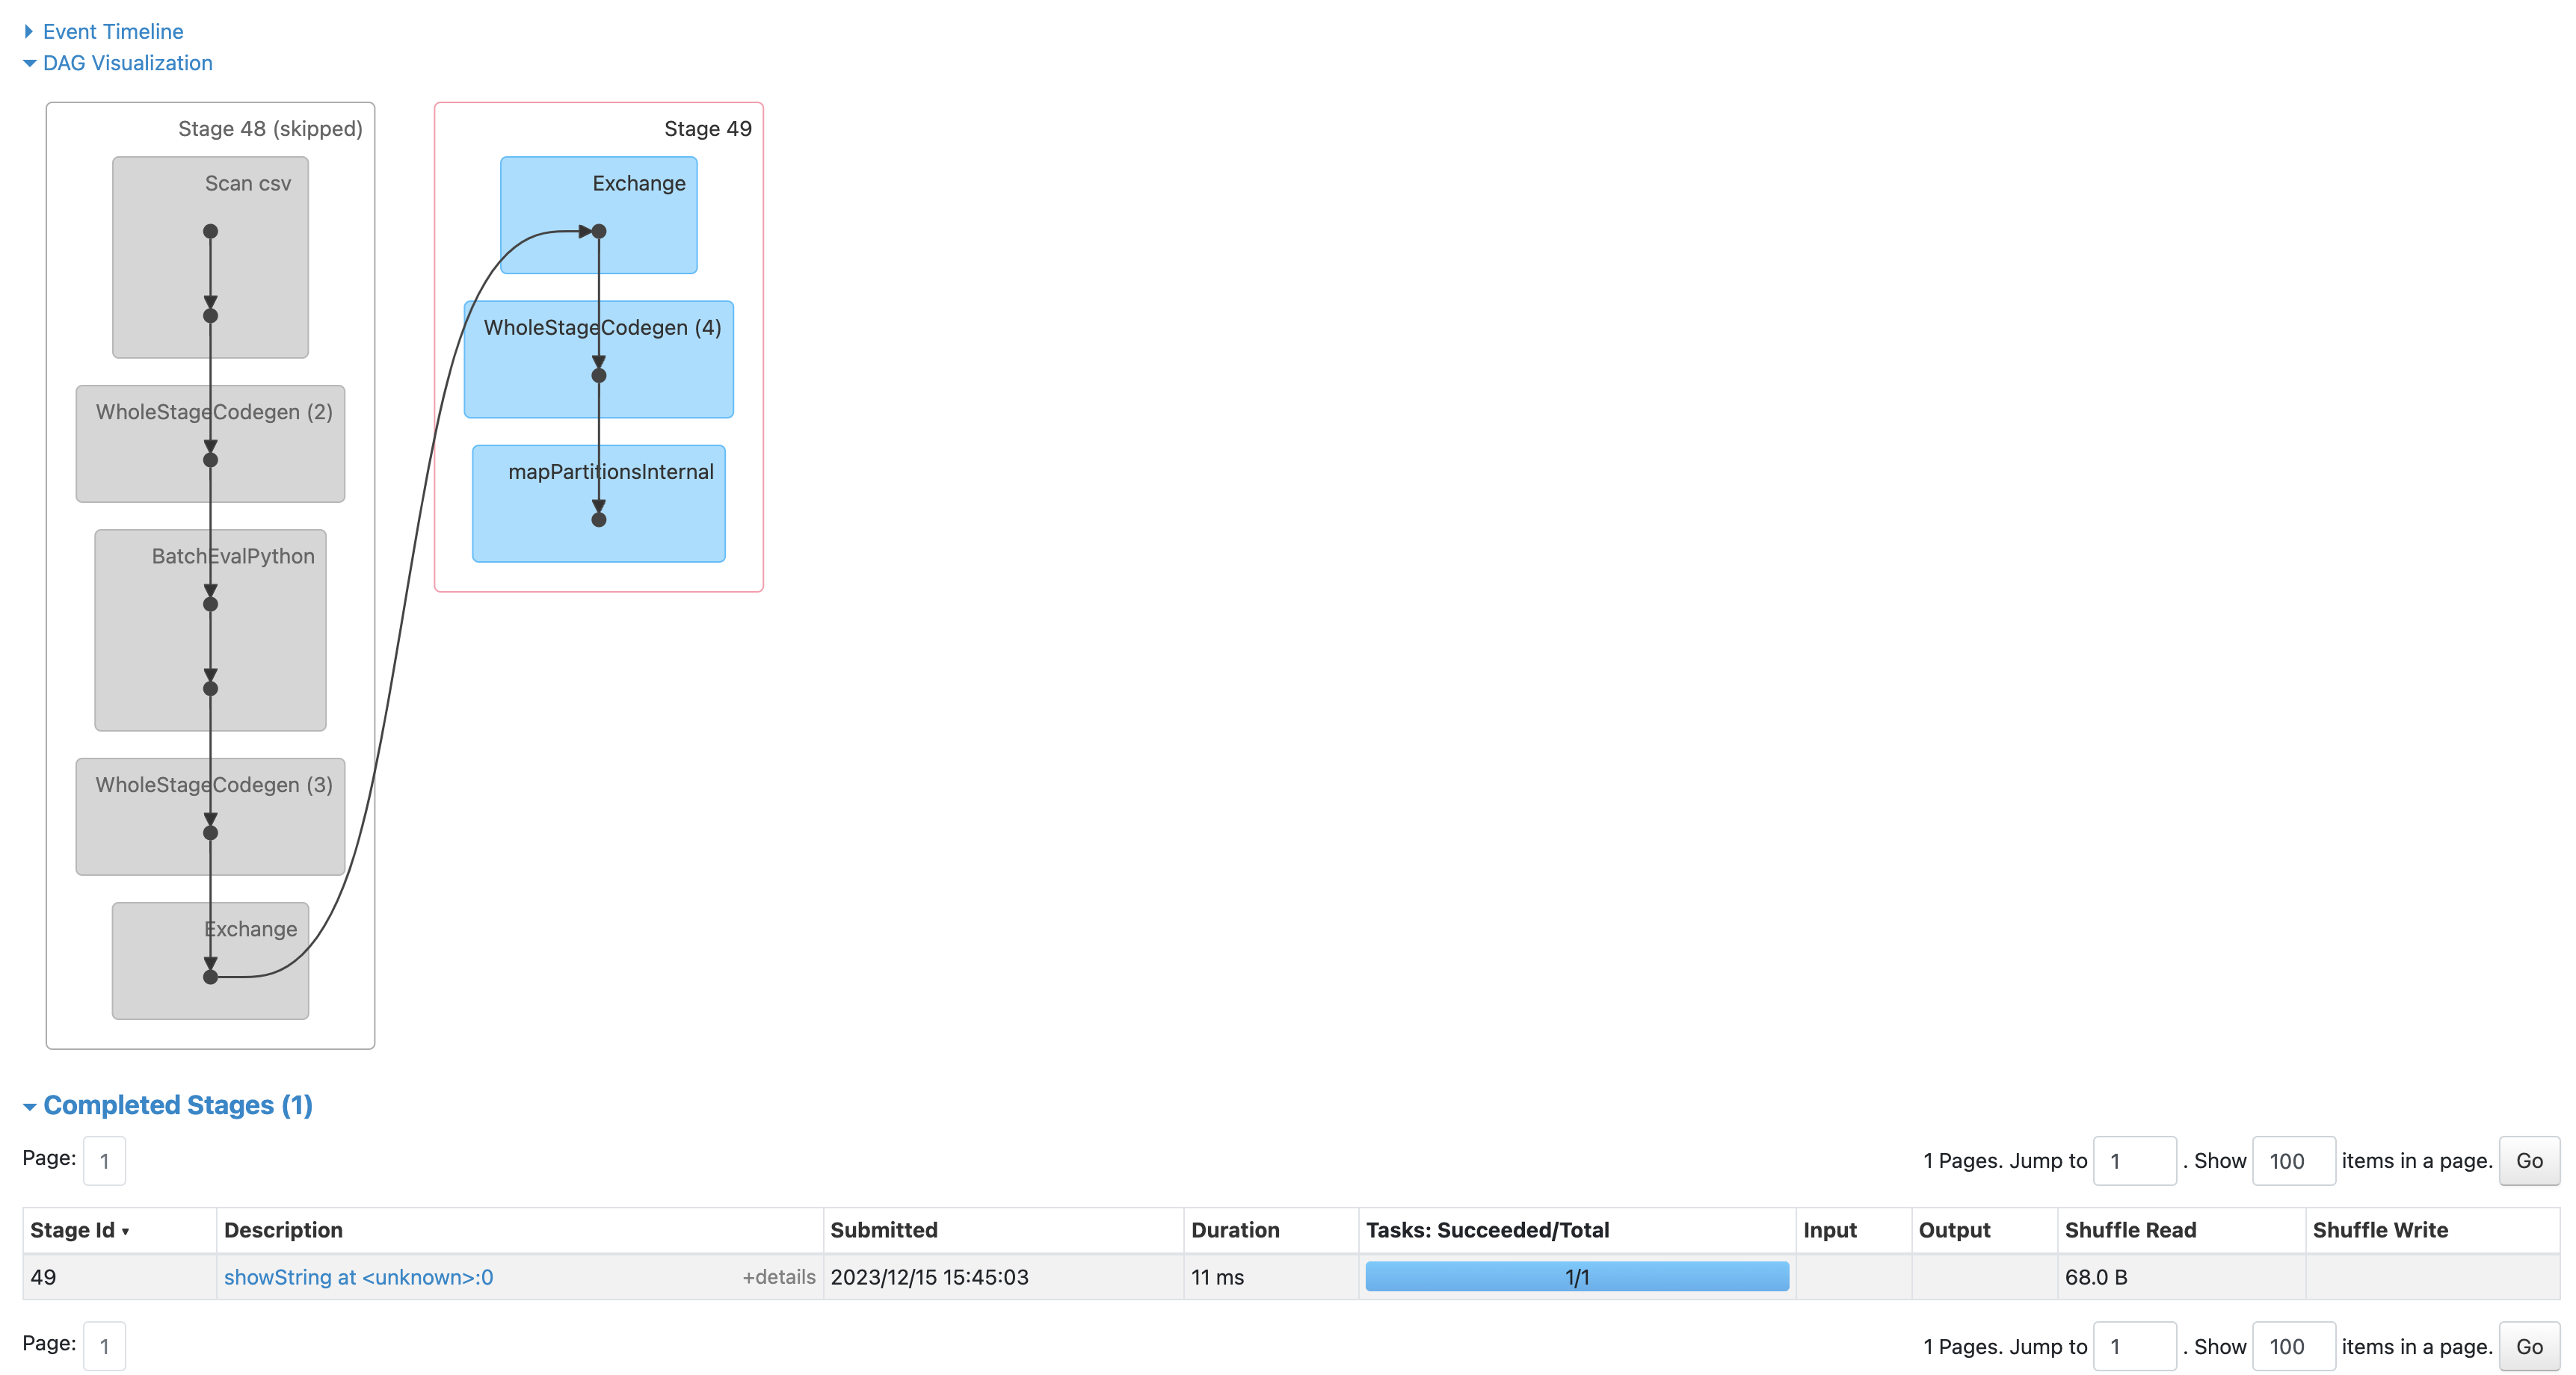 Event Timeline
DAG Visualization
Stage 48 (skipped)
Scan csv
WholeStageCodegen (2)
BatchEvalPython
WholeStageCodegen (3)
Exchange
Stage 49
Exchange
WholeStageCodegen (4)
mapPartitionsInternal
Completed Stages (1)
Page: 1
1 Pages. Jump to 1 . Show 100 items in a page. Go
Stage Id ▾ Description Submitted Duration Tasks: Succeeded/Total Input Output Shuffle Read Shuffle Write
49 showString at <unknown>:0 +details 2023/12/15 15:45:03 11 ms 1/1 68.0 B
Page: 1
1 Pages. Jump to 1 . Show 100 items in a page. Go